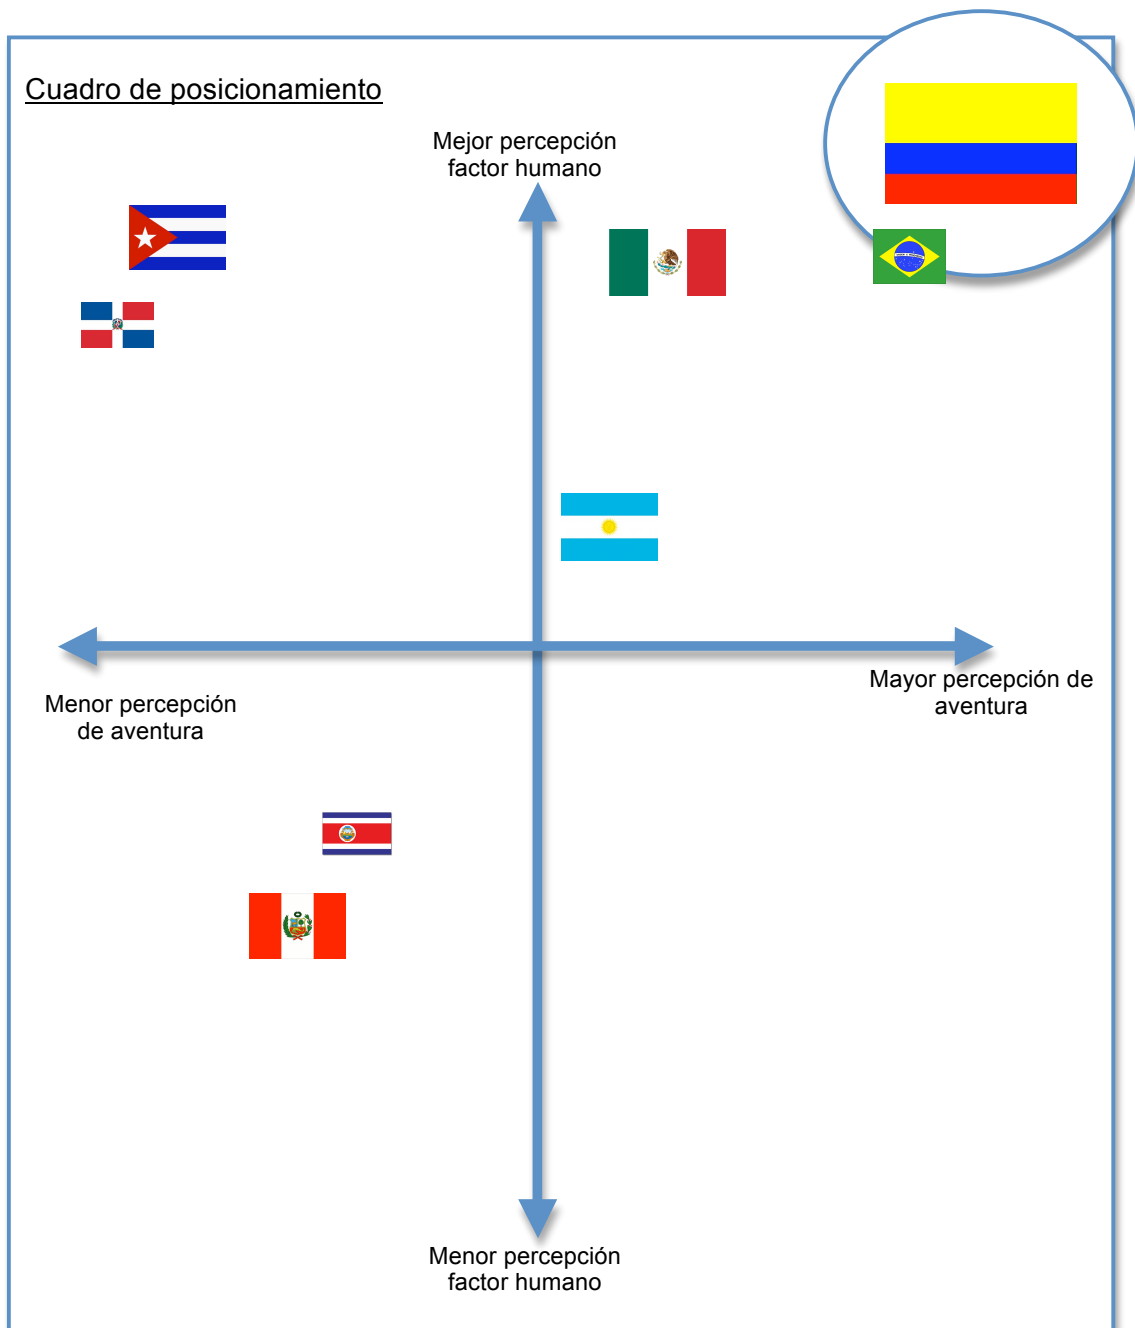 Cuadro de posicionamiento
Mejor percepción
factor humano
Mayor percepción de
aventura
Menor percepción
de aventura
Menor percepción
factor humano